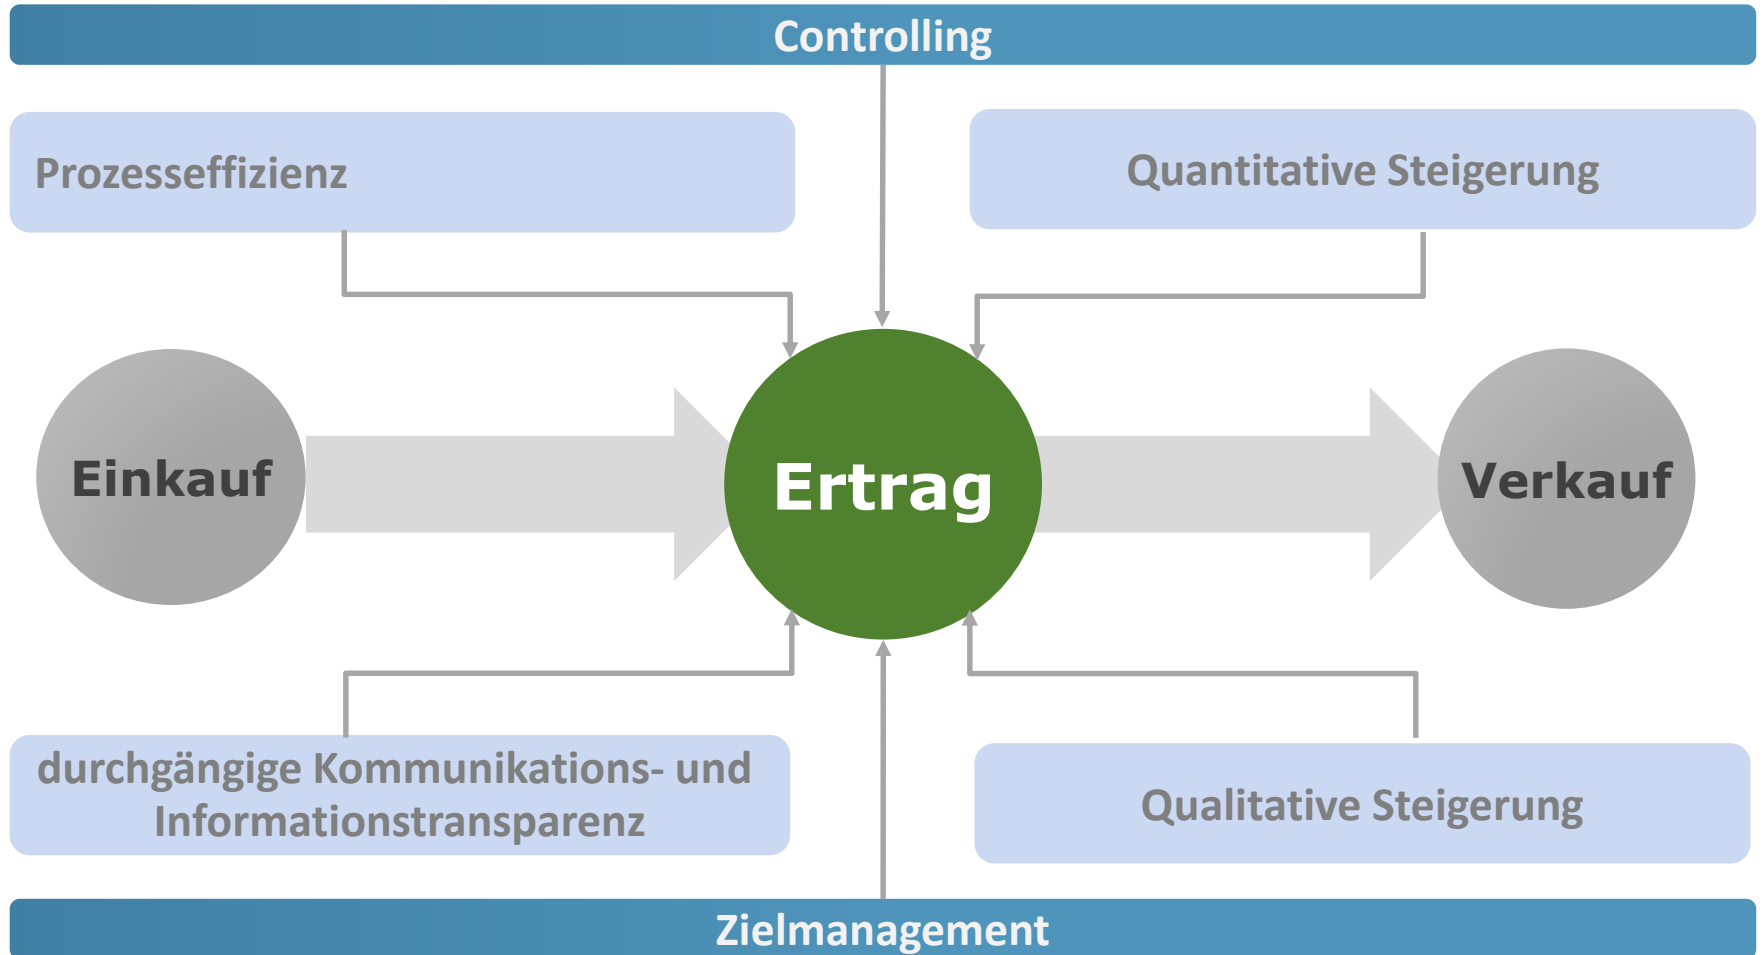 Controlling
Prozesseffizienz
Quantitative Steigerung
Einkauf
Ertrag
Verkauf
durchgängige Kommunikations- und
Informationstransparenz
Qualitative Steigerung
Zielmanagement